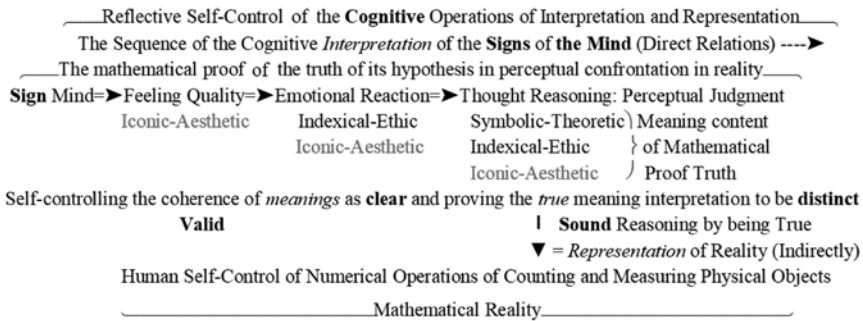 Reflective Self-Control of the Cognitive Operations of Interpretation and Representation
The Sequence of the Cognitive Interpretation of the Signs of the Mind (Direct Relations) ----➤
The mathematical proof of the truth of its hypothesis in perceptual confrontation in reality
Sign Mind=➤Feeling Quality=➤Emotional Reaction=➤Thought Reasoning: Perceptual Judgment
Iconic-Aesthetic Indexical-Ethic Symbolic-Theoretic Meaning content
Iconic-Aesthetic Indexical-Ethic } of Mathematical
Iconic-Aesthetic Proof Truth
Self-controlling the coherence of meanings as clear and proving the true meaning interpretation to be distinct
Valid Sound Reasoning by being True
▼ = Representation of Reality (Indirectly)
Human Self-Control of Numerical Operations of Counting and Measuring Physical Objects
Mathematical Reality